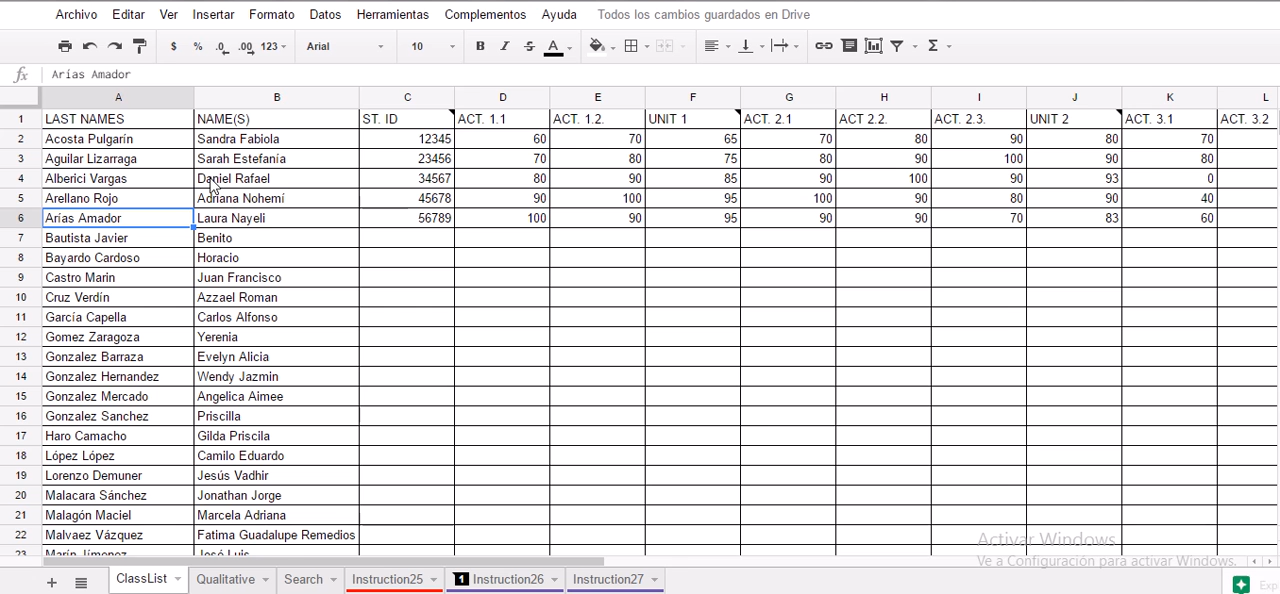 Archivo Editar Ver Insertar Formato Datos Herramientas Complementos Ayuda Todos los cambios guardados en Drive
$ % .0 .00 123 Arial 10 B I S A Σ
fx Arías Amador
A B C D E F G H I J K L
1 LAST NAMES NAME(S) ST. ID ACT. 1.1 ACT. 1.2. UNIT 1 ACT. 2.1 ACT 2.2. ACT. 2.3. UNIT 2 ACT. 3.1 ACT. 3.2
2 Acosta Pulgarín Sandra Fabiola 12345 60 70 65 70 80 90 80 70
3 Aguilar Lizarraga Sarah Estefanía 23456 70 80 75 80 90 100 90 80
4 Alberici Vargas Daniel Rafael 34567 80 90 85 90 100 90 93 0
5 Arellano Rojo Adriana Nohemí 45678 90 100 95 100 90 80 90 40
6 Arías Amador Laura Nayeli 56789 100 90 95 90 90 70 83 60
7 Bautista Javier Benito
8 Bayardo Cardoso Horacio
9 Castro Marin Juan Francisco
10 Cruz Verdín Azzael Roman
11 García Capella Carlos Alfonso
12 Gomez Zaragoza Yerenia
13 Gonzalez Barraza Evelyn Alicia
14 Gonzalez Hernandez Wendy Jazmin
15 Gonzalez Mercado Angelica Aimee
16 Gonzalez Sanchez Priscilla
17 Haro Camacho Gilda Priscila
18 López López Camilo Eduardo
19 Lorenzo Demuner Jesús Vadhir
20 Malacara Sánchez Jonathan Jorge
21 Malagón Maciel Marcela Adriana
22 Malvaez Vázquez Fatima Guadalupe Remedios
23 Marín Jímenez José Luis
Activar Windows
Ve a Configuración para activar Windows.
ClassList Qualitative Search Instruction25 1 Instruction26 Instruction27
Exp